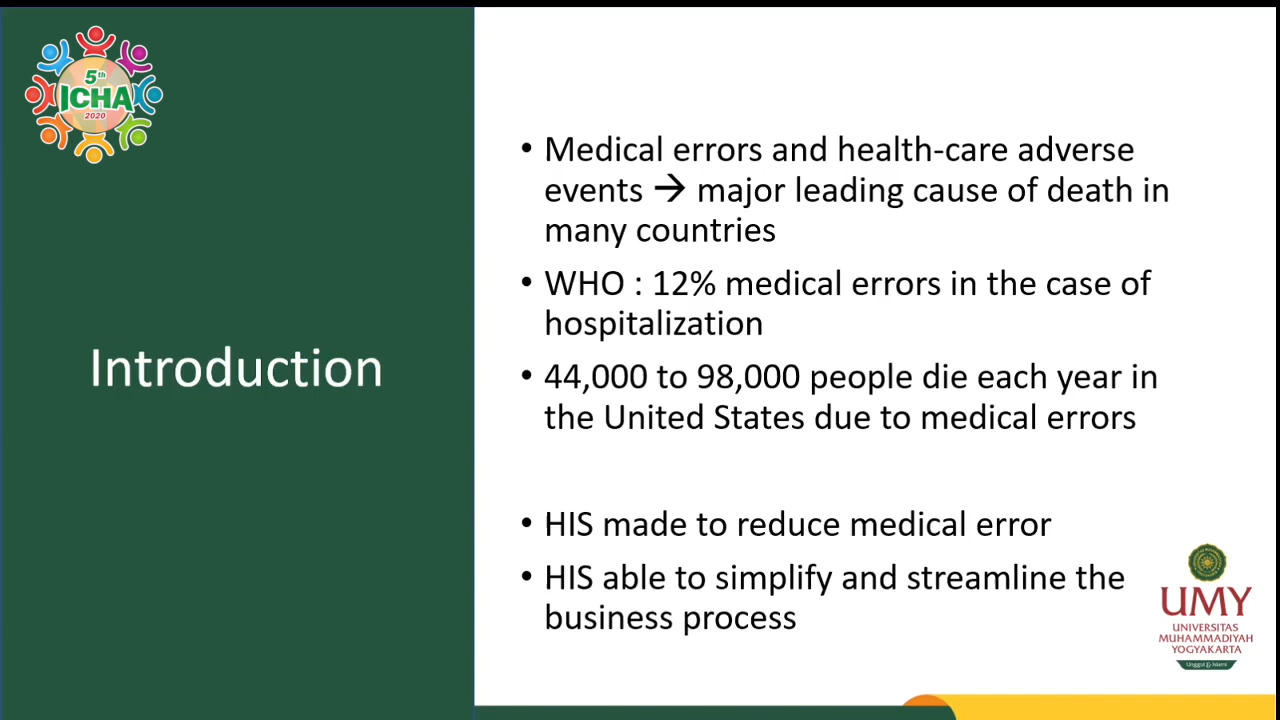 5th
ICHA
2020
Introduction
• Medical errors and health-care adverse
events → major leading cause of death in
many countries
• WHO : 12% medical errors in the case of
hospitalization
• 44,000 to 98,000 people die each year in
the United States due to medical errors
• HIS made to reduce medical error
• HIS able to simplify and streamline the
business process
UMY
UNIVERSITAS
MUHAMMADIYAH
YOGYAKARTA
Unggul & Islami